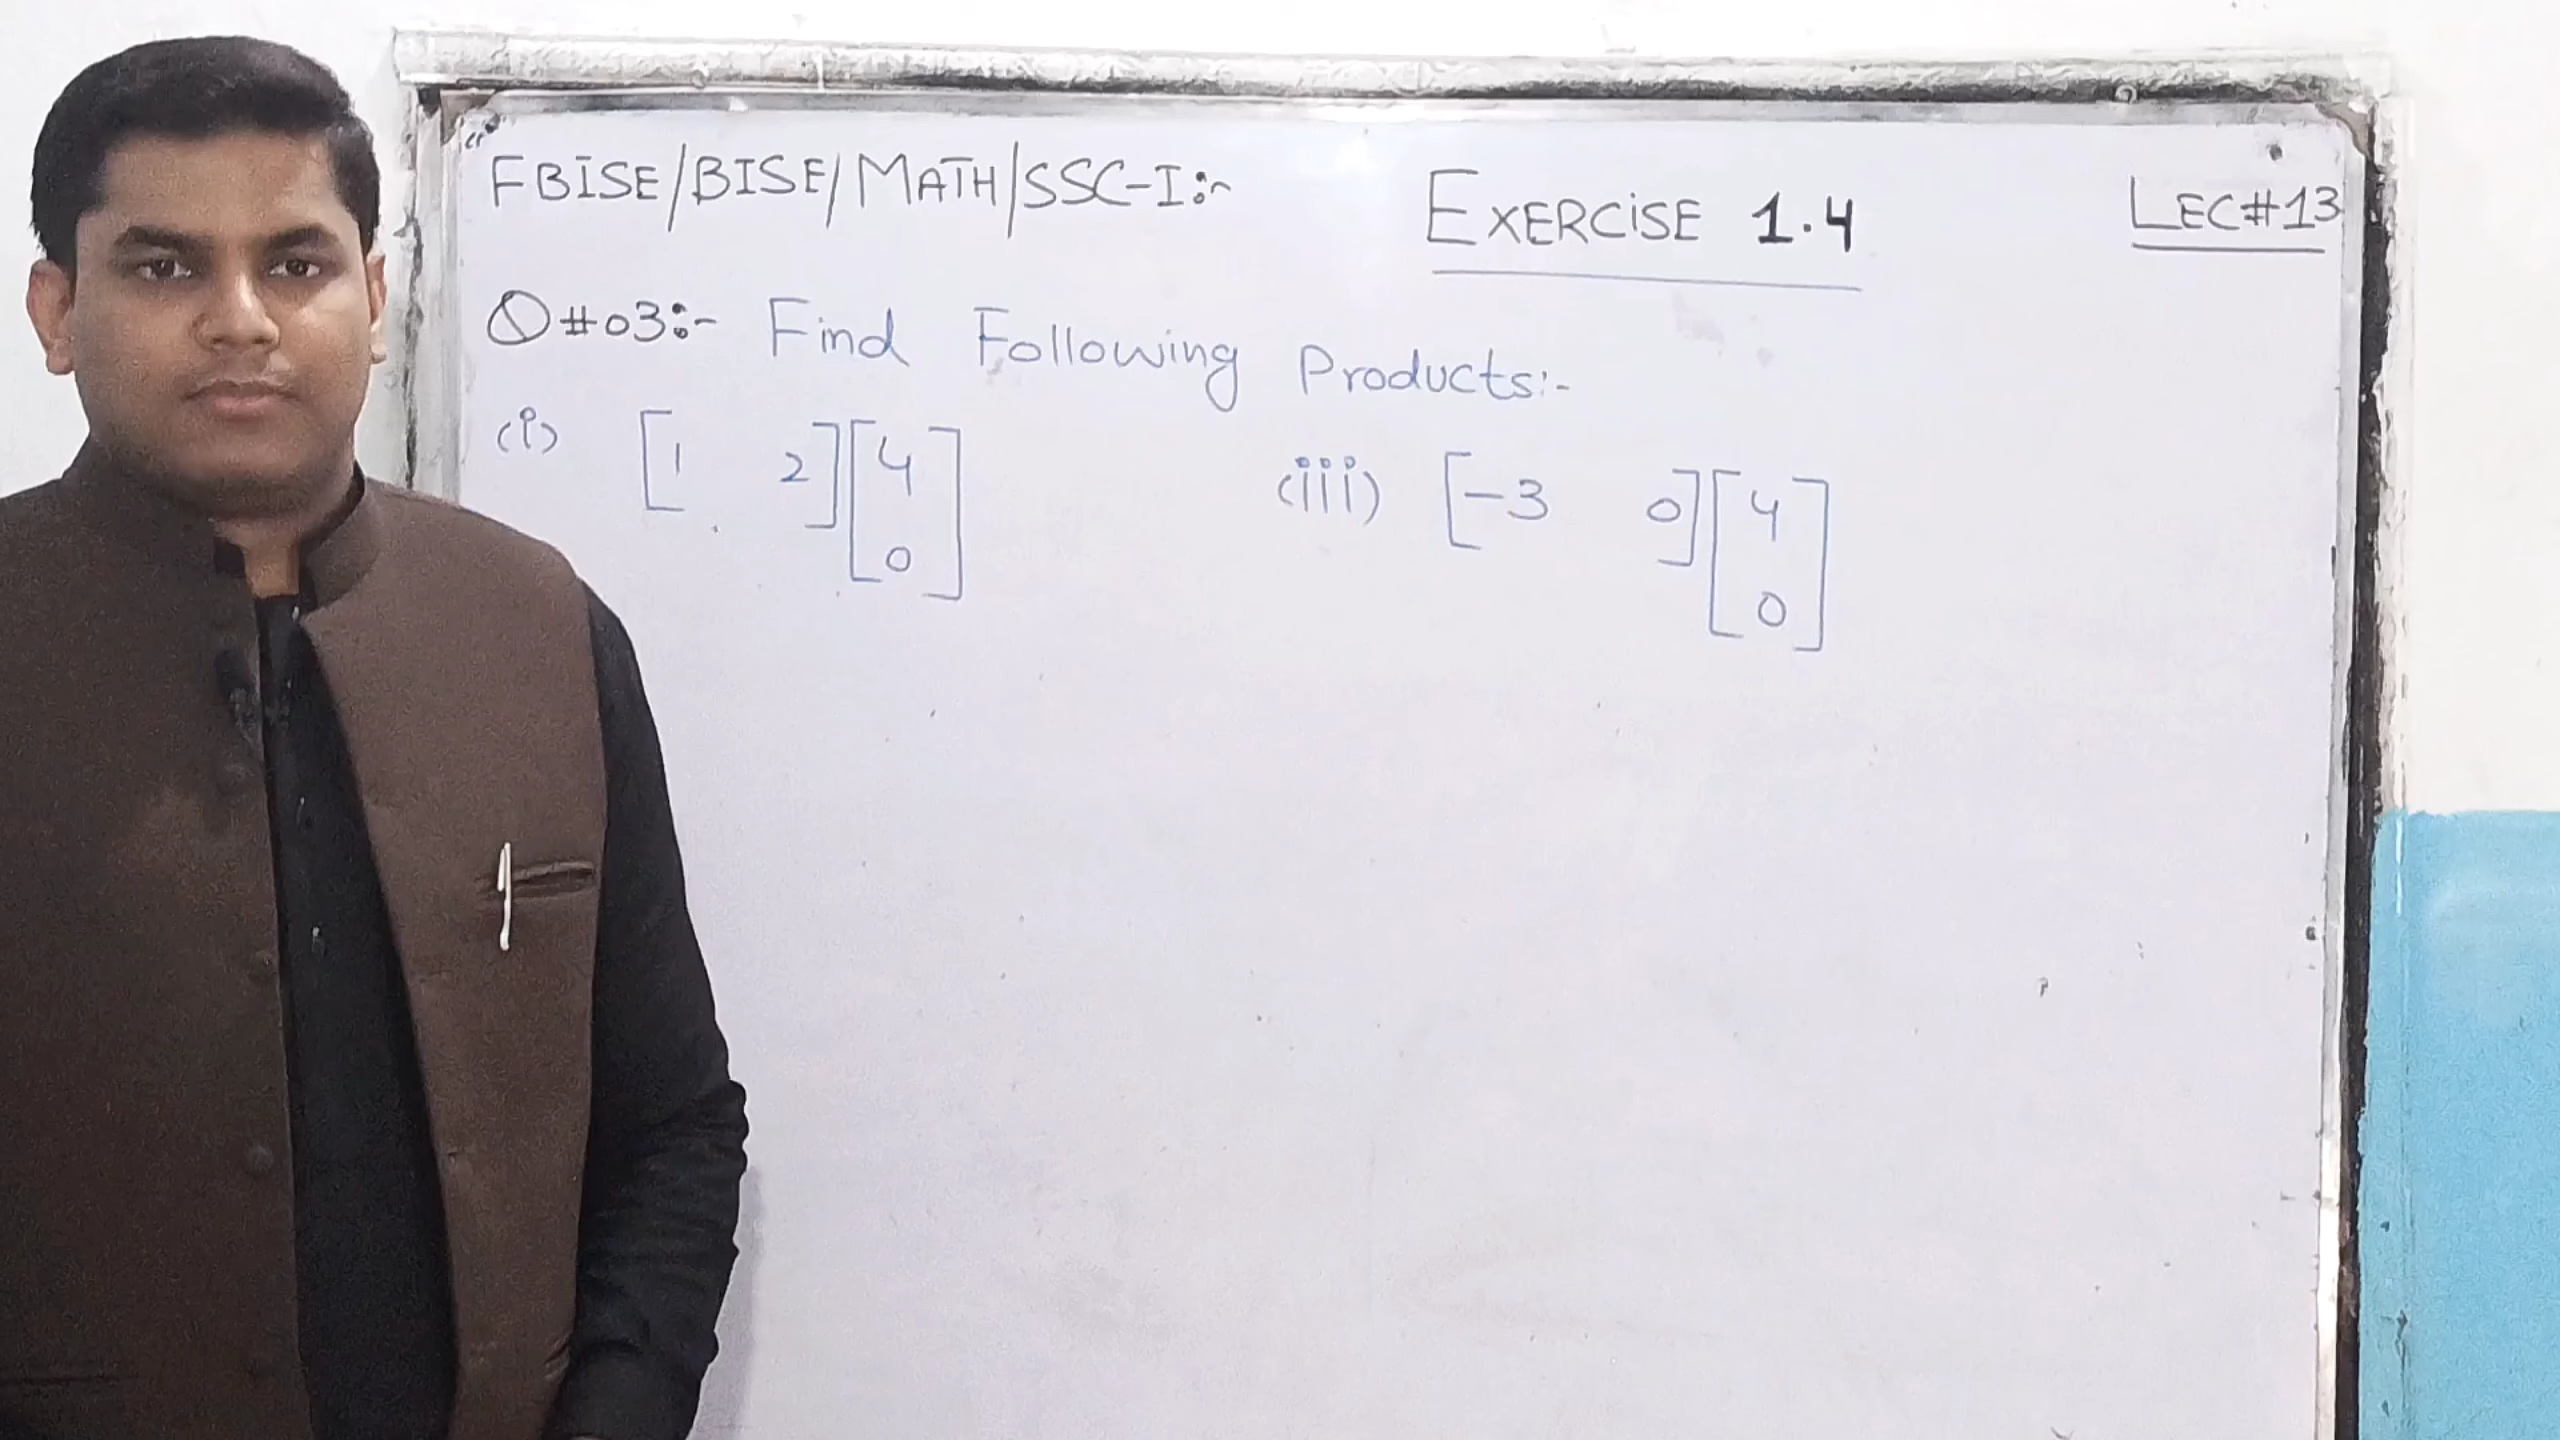 FBISE/BISE/MATH/SSC-I:-
EXERCISE 1.4
LEC#13
Q#03:- Find Following Products:-
(i) [1 2][4
0]
(iii) [-3 0][4
0]